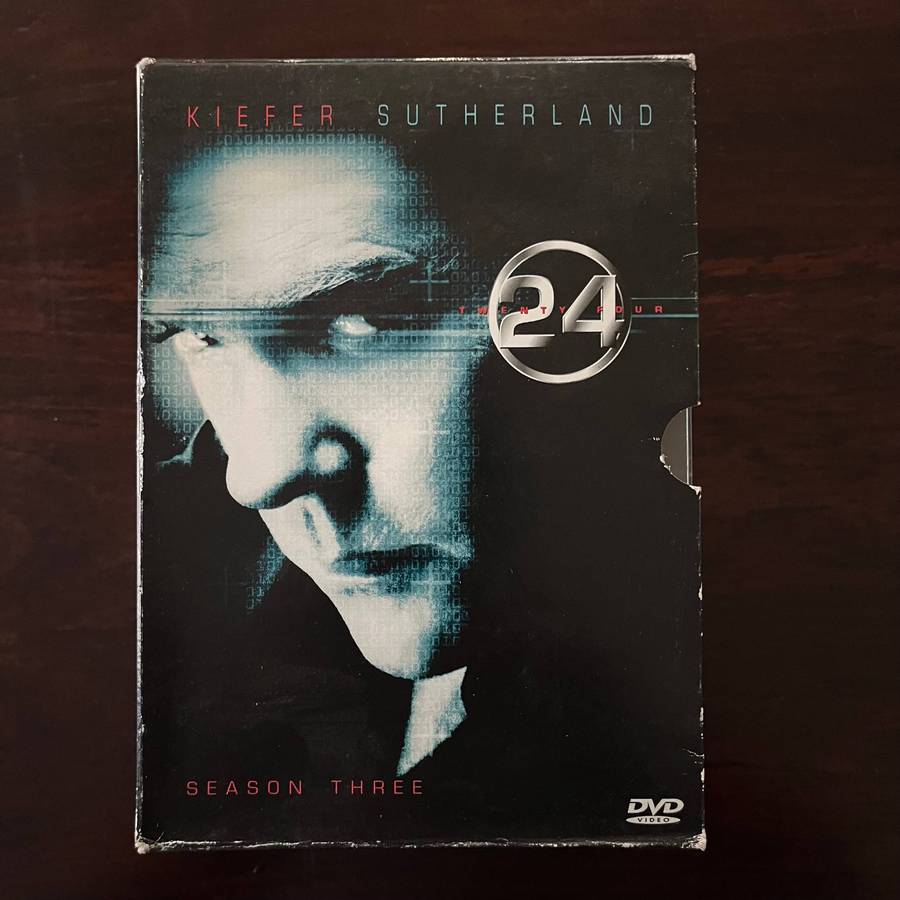 KIEFER SUTHERLAND
24
TWENTY FOUR
SEASON THREE
DVD
VIDEO